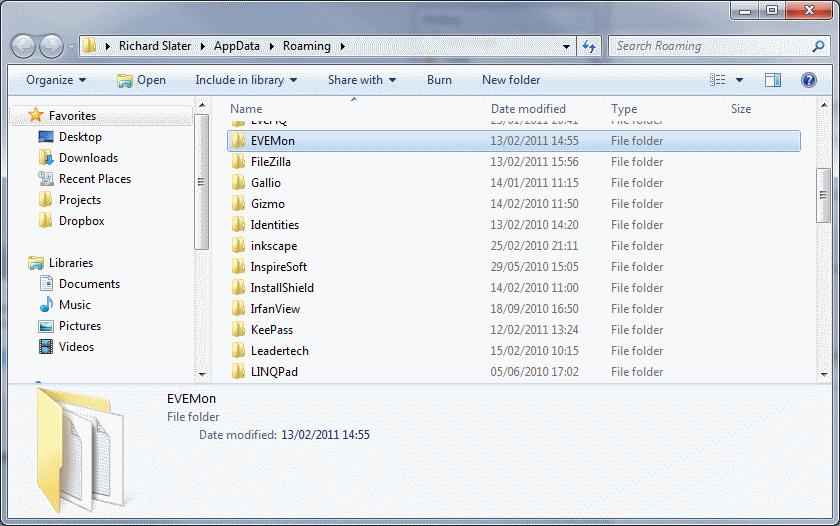 Richard Slater ▸ AppData ▸ Roaming ▸
Search Roaming
Organize Open Include in library Share with Burn New folder
Favorites
Desktop
Downloads
Recent Places
Projects
Dropbox
Libraries
Documents
Music
Pictures
Videos
Name Date modified Type Size
EVEMon 13/02/2011 14:55 File folder
FileZilla 13/02/2011 15:56 File folder
Gallio 14/01/2011 11:15 File folder
Gizmo 14/02/2010 11:50 File folder
Identities 13/02/2010 14:20 File folder
inkscape 25/02/2010 21:11 File folder
InspireSoft 29/05/2010 15:05 File folder
InstallShield 14/02/2010 11:00 File folder
IrfanView 18/09/2010 16:50 File folder
KeePass 12/02/2011 13:24 File folder
Leadertech 15/02/2010 10:15 File folder
LINQPad 05/06/2010 17:02 File folder
EVEMon
File folder
Date modified: 13/02/2011 14:55